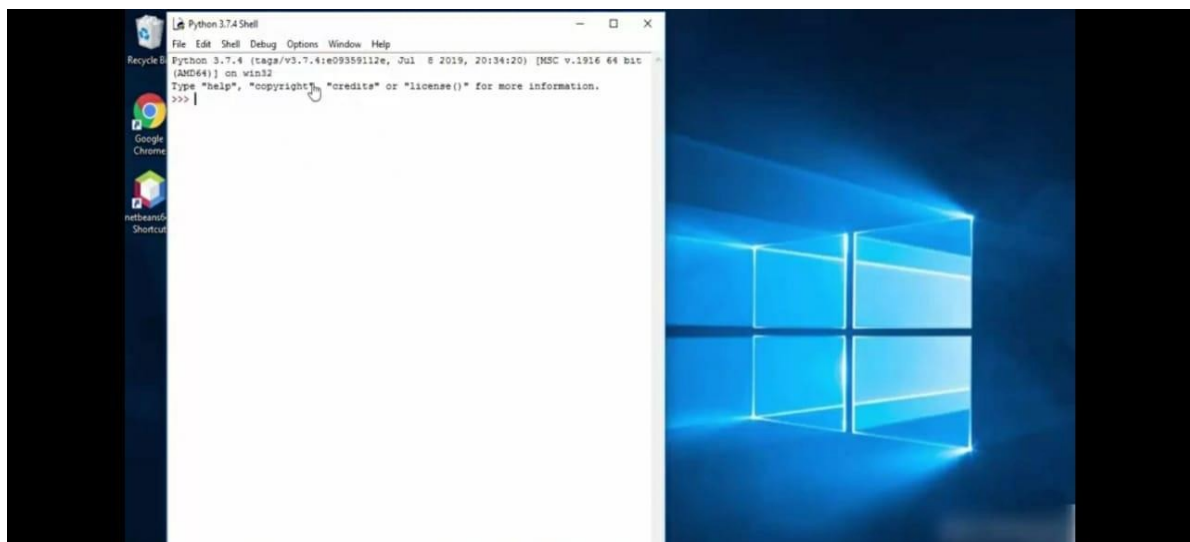 Python 3.7.4 Shell
File Edit Shell Debug Options Window Help
Python 3.7.4 (tags/v3.7.4:e09359112e, Jul 8 2019, 20:34:20) [MSC v.1916 64 bit
(AMD64)] on win32
Type "help", "copyright", "credits" or "license()" for more information.
>>>
Recycle Bi
Google
Chrome
netbeans6
Shortcut